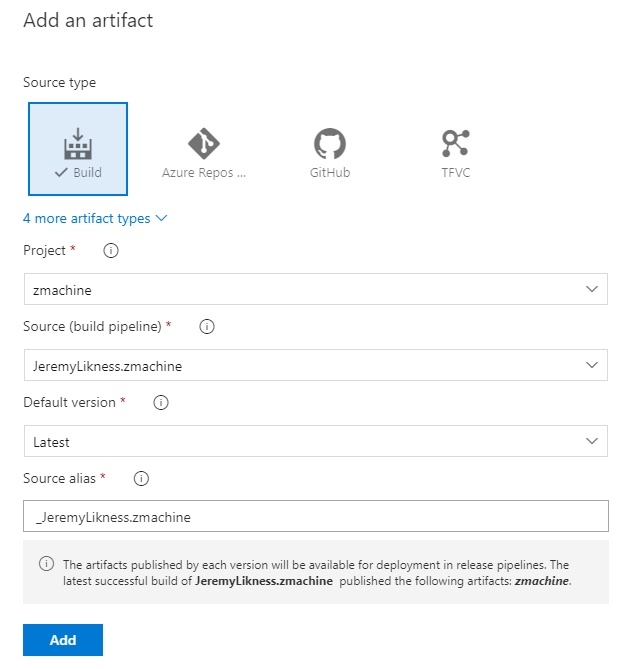 Add an artifact
Source type
Build
Azure Repos ...
GitHub
TFVC
4 more artifact types
Project *
zmachine
Source (build pipeline) *
JeremyLikness.zmachine
Default version *
Latest
Source alias *
_JeremyLikness.zmachine
The artifacts published by each version will be available for deployment in release pipelines. The
latest successful build of JeremyLikness.zmachine published the following artifacts: zmachine.
Add